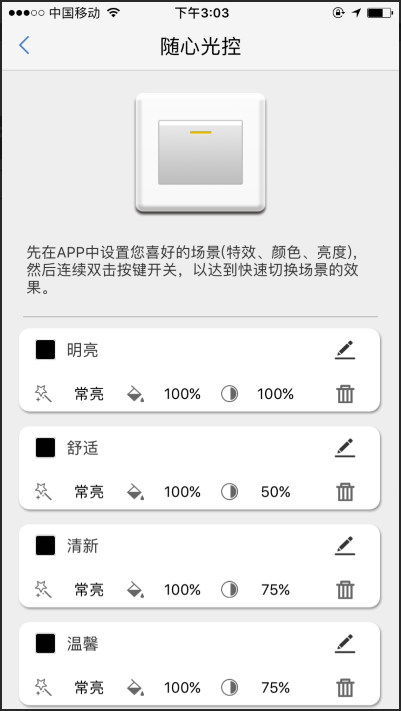 中国移动 下午3:03
随心光控
先在APP中设置您喜好的场景(特效、颜色、亮度),
然后连续双击按键开关，以达到快速切换场景的效
果。
明亮
常亮 100% 100%
舒适
常亮 100% 50%
清新
常亮 100% 75%
温馨
常亮 100% 75%